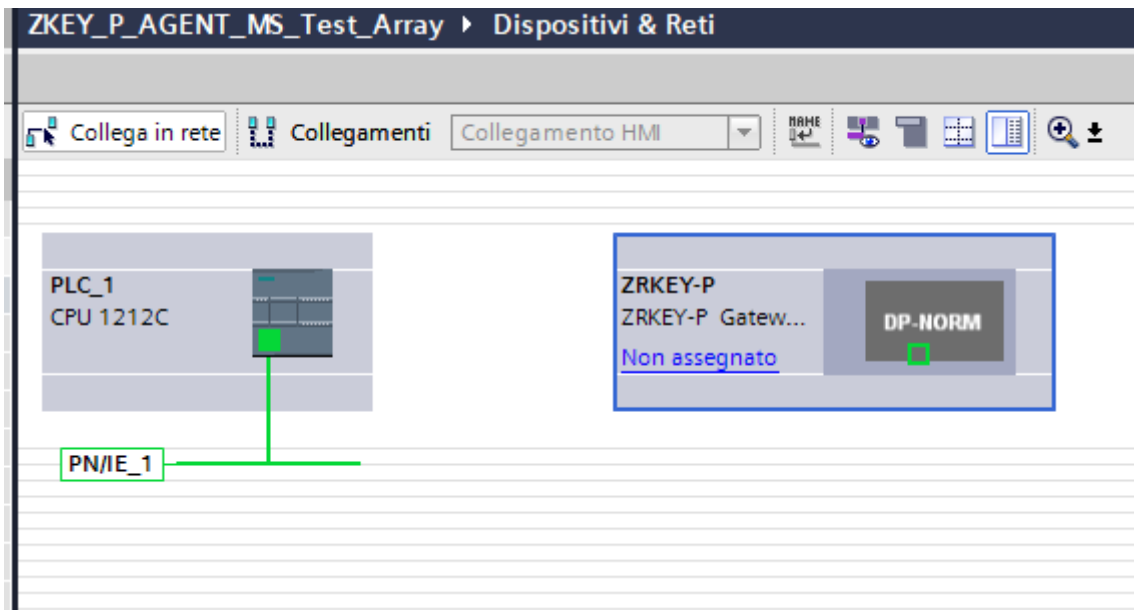 ZKEY_P_AGENT_MS_Test_Array ▸ Dispositivi & Reti
Collega in rete Collegamenti Collegamento HMI NAME
PLC_1
CPU 1212C
ZRKEY-P
ZRKEY-P Gatew...
DP-NORM
Non assegnato
PN/IE_1